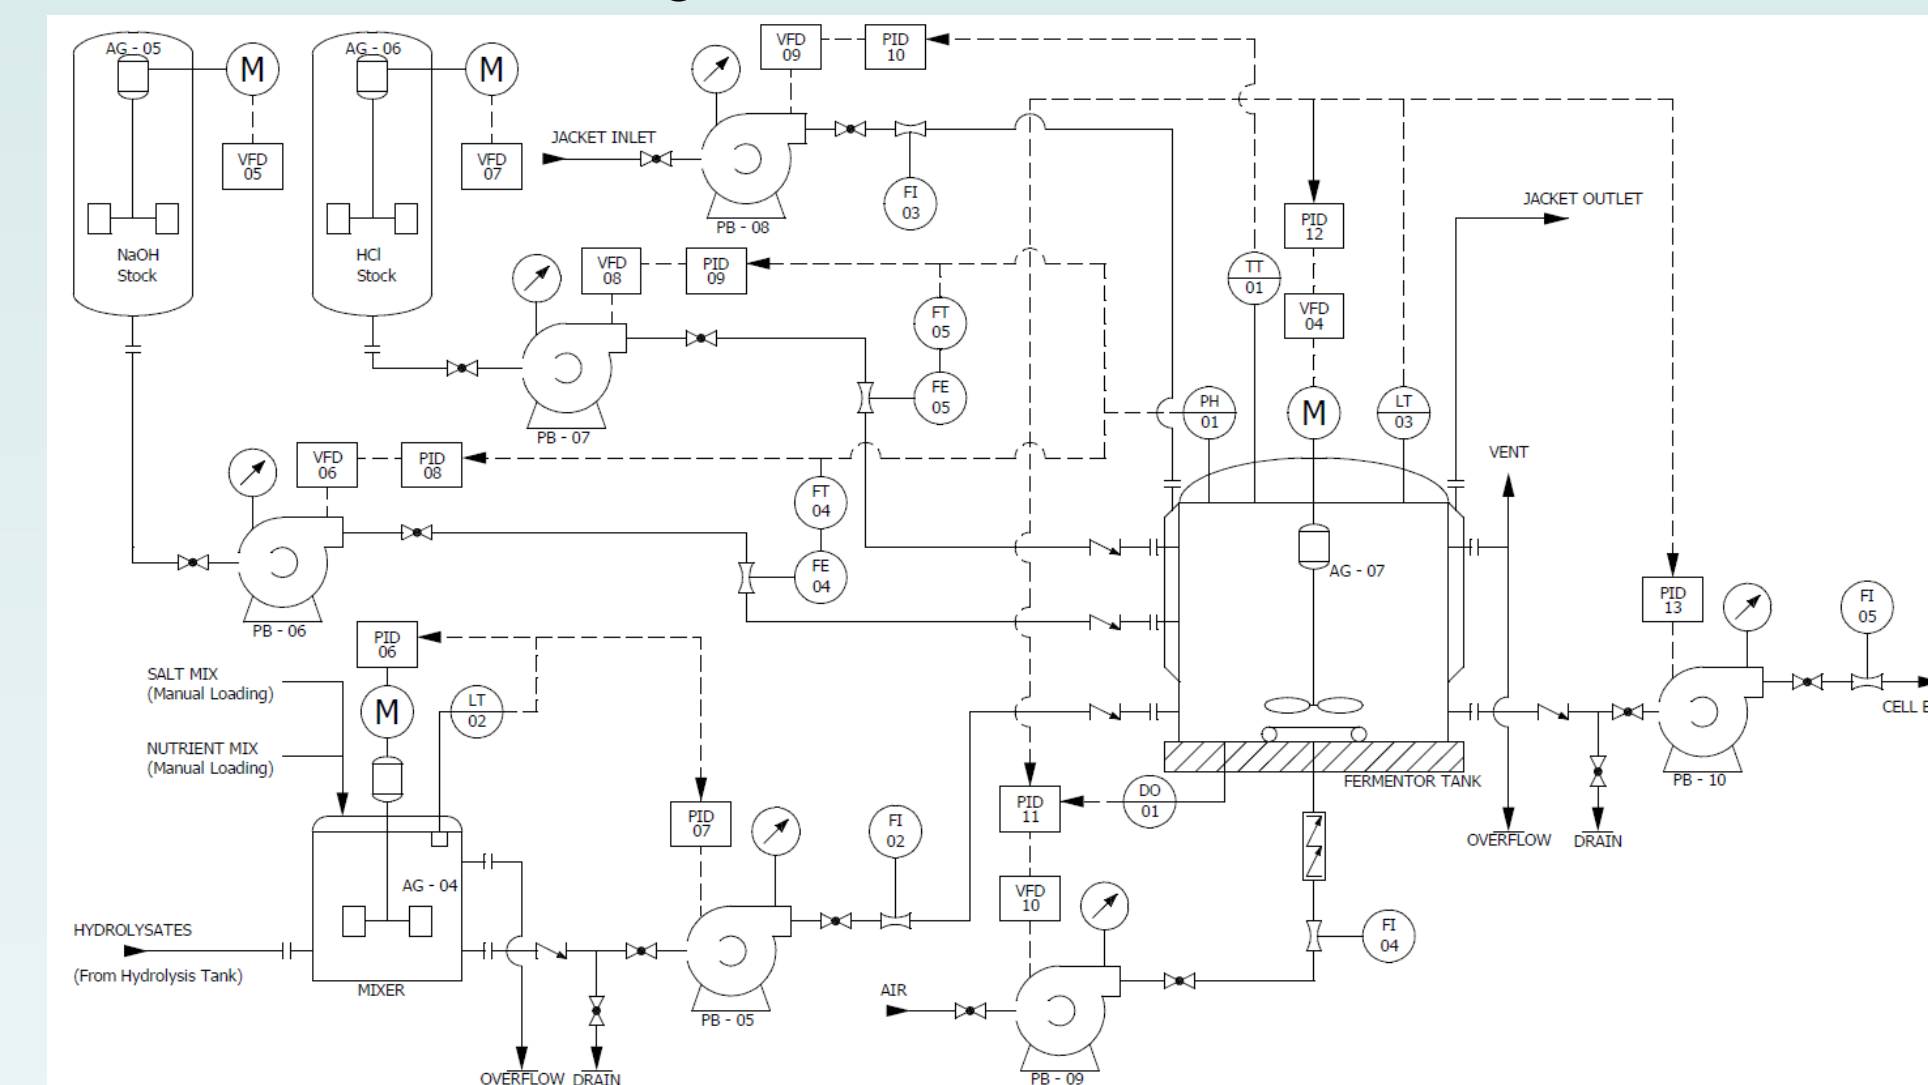 AG - 05
M
VFD
05
NaOH
Stock
AG - 06
M
VFD
07
HCl
Stock
VFD
09
PID
10
JACKET INLET
PB - 08
FI
03
PID
12
VFD
04
M
TT
01
PH
01
LT
03
JACKET OUTLET
VFD
08
PID
09
PB - 07
FT
05
FE
05
VFD
06
PID
08
PB - 06
FT
04
FE
04
VENT
AG - 07
PID
13
FI
05
CELL
PB - 10
FERMENTOR TANK
OVERFLOW
DRAIN
PID
06
M
SALT MIX
(Manual Loading)
NUTRIENT MIX
(Manual Loading)
LT
02
AG - 04
HYDROLYSATES
(From Hydrolysis Tank)
MIXER
OVERFLOW
DRAIN
PID
07
PB - 05
FI
02
PID
11
DO
01
VFD
10
AIR
PB - 09
FI
04